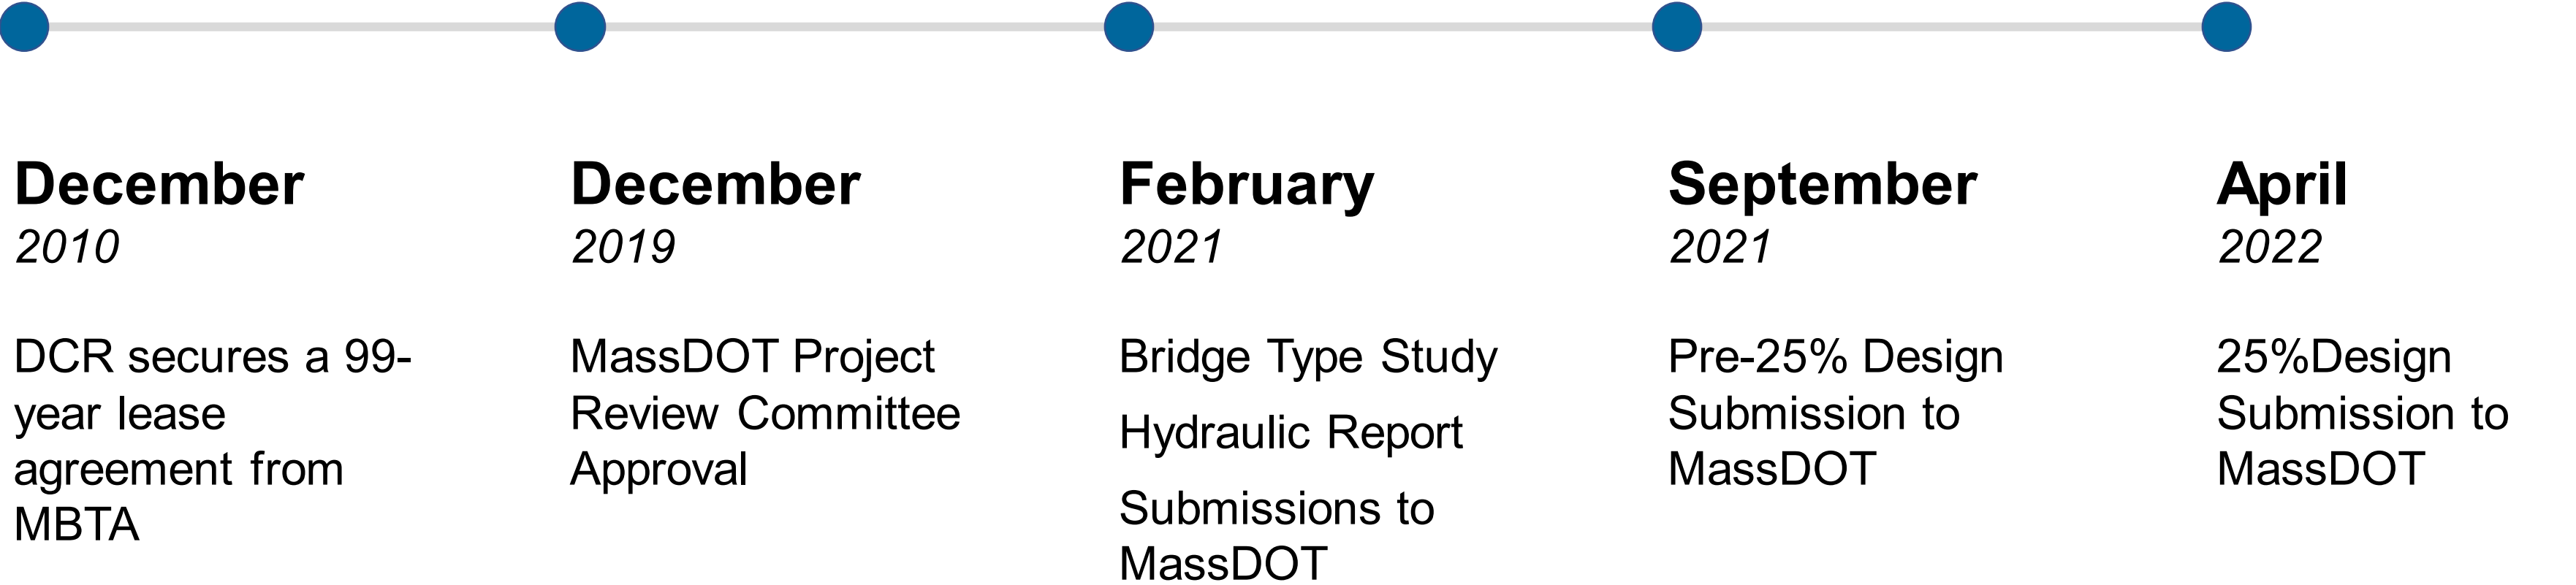 December
2010
DCR secures a 99-
year lease
agreement from
MBTA
December
2019
MassDOT Project
Review Committee
Approval
February
2021
Bridge Type Study
Hydraulic Report
Submissions to
MassDOT
September
2021
Pre-25% Design
Submission to
MassDOT
April
2022
25%Design
Submission to
MassDOT